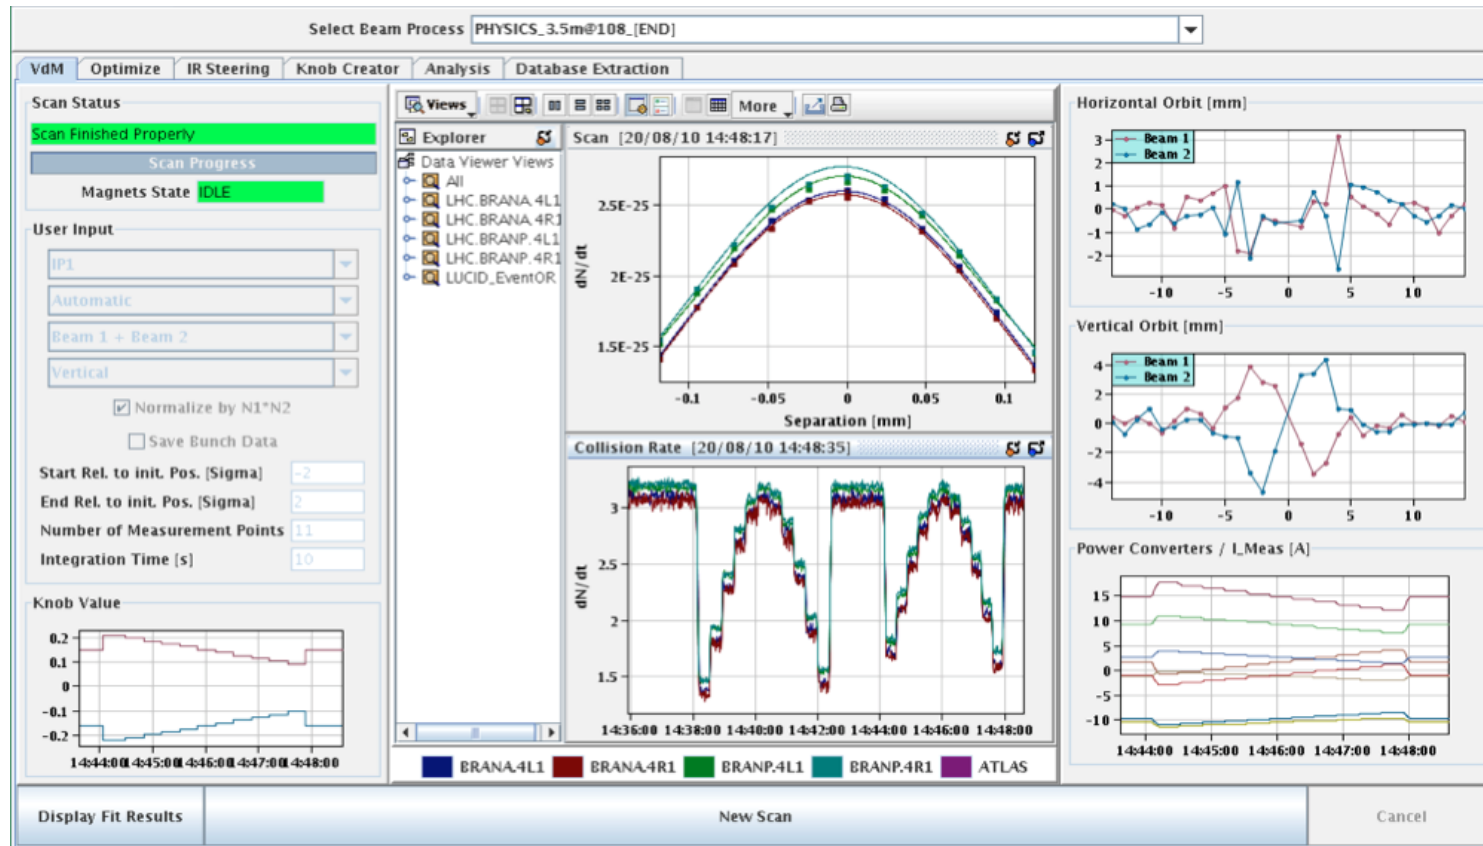 Select Beam Process PHYSICS_3.5m@108_[END]
VdM Optimize IR Steering Knob Creator Analysis Database Extraction
Scan Status
Scan Finished Properly
Scan Progress
Magnets State IDLE
User Input
IP1
Automatic
Beam 1 + Beam 2
Vertical
Normalize by N1*N2
Save Bunch Data
Start Rel. to init. Pos. [Sigma] -2
End Rel. to init. Pos. [Sigma] 2
Number of Measurement Points 11
Integration Time [s] 10
Knob Value
0.2
0.1
0
-0.1
-0.2
14:44:00 14:45:00 14:46:00 14:47:00 14:48:00
Views More
Explorer
Data Viewer Views
All
LHC.BRANA.4L1
LHC.BRANA.4R1
LHC.BRANP.4L1
LHC.BRANP.4R1
LUCID_EventOR
Scan [20/08/10 14:48:17]
dN/dt
2.5E-25
2E-25
1.5E-25
-0.1 -0.05 0 0.05 0.1
Separation [mm]
Collision Rate [20/08/10 14:48:35]
dN/dt
3
2.5
2
1.5
14:36:00 14:38:00 14:40:00 14:42:00 14:44:00 14:46:00 14:48:00
BRANA.4L1 BRANA.4R1 BRANP.4L1 BRANP.4R1 ATLAS
Horizontal Orbit [mm]
Beam 1
Beam 2
3
2
1
0
-1
-2
-10 -5 0 5 10
Vertical Orbit [mm]
Beam 1
Beam 2
4
2
0
-2
-4
-10 -5 0 5 10
Power Converters / I_Meas [A]
15
10
5
0
-5
-10
14:44:00 14:45:00 14:46:00 14:47:00 14:48:00
Display Fit Results New Scan Cancel